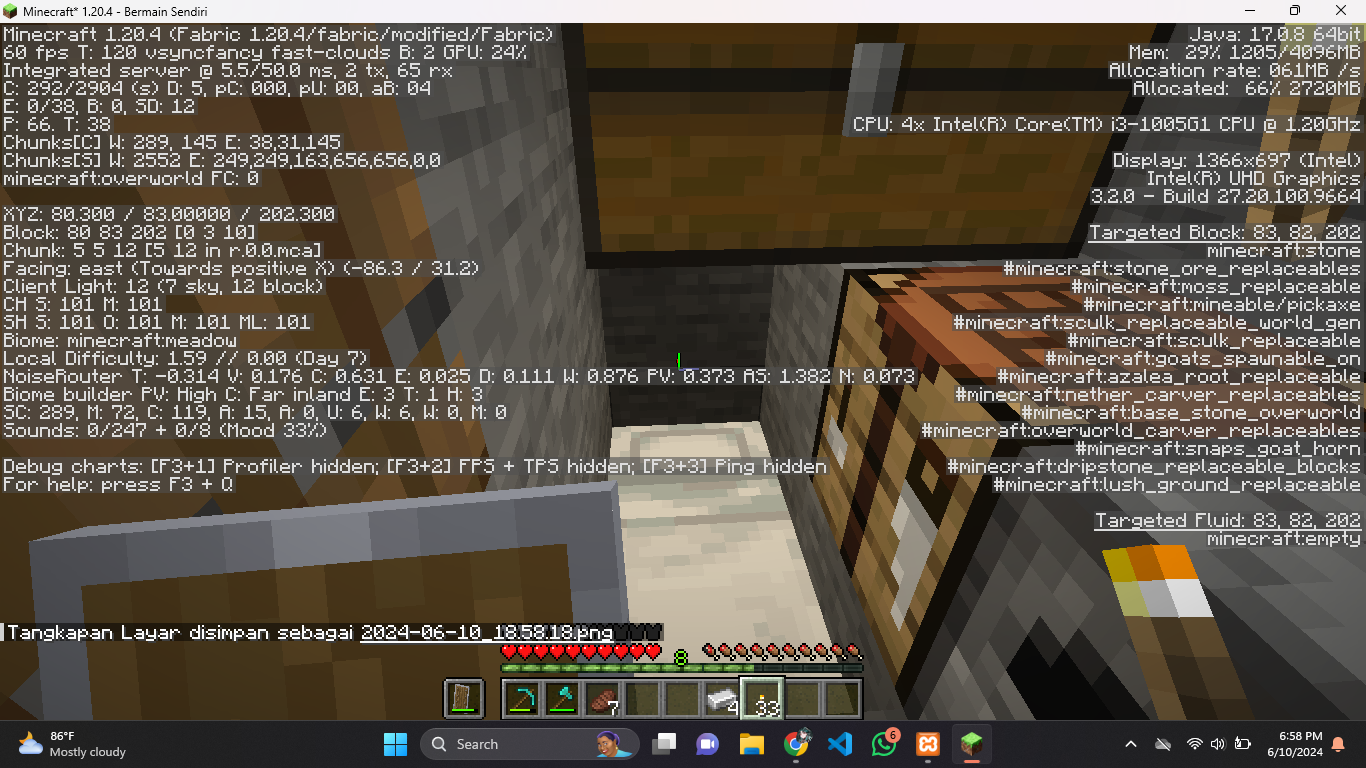 Minecraft* 1.20.4 - Bermain Sendiri
Minecraft 1.20.4 (Fabric 1.20.4/fabric/modified/Fabric)
60 fps T: 120 vsyncfancy fast-clouds B: 2 GPU: 24%
Integrated server @ 5.5/50.0 ms, 2 tx, 65 rx
C: 292/2904 (s) D: 5, pC: 000, pU: 00, aB: 04
E: 0/38, B: 0, SD: 12
P: 66. T: 38
Chunks[C] W: 289, 145 E: 38,31,145
Chunks[S] W: 2552 E: 249,249,163,656,656,0,0
minecraft:overworld FC: 0
XYZ: 80.300 / 83.00000 / 202.300
Block: 80 83 202 [0 3 10]
Chunk: 5 5 12 [5 12 in r.0.0.mca]
Facing: east (Towards positive X) (-86.3 / 31.2)
Client Light: 12 (7 sky, 12 block)
CH S: 101 M: 101
SH S: 101 O: 101 M: 101 ML: 101
Biome: minecraft:meadow
Local Difficulty: 1.59 // 0.00 (Day 7)
NoiseRouter T: -0.314 V: 0.176 C: 0.631 E: 0.025 D: 0.111 W: 0.876 PV: 0.373 AS: 1.382 N: 0.073
Biome builder PV: High C: Far inland E: 3 T: 1 H: 3
SC: 289, M: 72, C: 119, A: 15, A: 0, U: 6, W: 6, W: 0, M: 0
Sounds: 0/247 + 0/8 (Mood 33%)
Debug charts: [F3+1] Profiler hidden; [F3+2] FPS + TPS hidden; [F3+3] Ping hidden
For help: press F3 + Q
Java: 17.0.8 64bit
Mem: 29% 1205/4096MB
Allocation rate: 061MB /s
Allocated: 66% 2720MB
CPU: 4x Intel(R) Core(TM) i3-1005G1 CPU @ 1.20GHz
Display: 1366x697 (Intel)
Intel(R) UHD Graphics
3.2.0 - Build 27.20.100.9664
Targeted Block: 83, 82, 202
minecraft:stone
#minecraft:stone_ore_replaceables
#minecraft:moss_replaceable
#minecraft:mineable/pickaxe
#minecraft:sculk_replaceable_world_gen
#minecraft:sculk_replaceable
#minecraft:goats_spawnable_on
#minecraft:azalea_root_replaceable
#minecraft:nether_carver_replaceables
#minecraft:base_stone_overworld
#minecraft:overworld_carver_replaceables
#minecraft:snaps_goat_horn
#minecraft:dripstone_replaceable_blocks
#minecraft:lush_ground_replaceable
Targeted Fluid: 83, 82, 202
minecraft:empty
Tangkapan Layar disimpan sebagai 2024-06-10_18.58.18.png
8
7
4
33
86°F
Mostly cloudy
Search
6
6:58 PM
6/10/2024